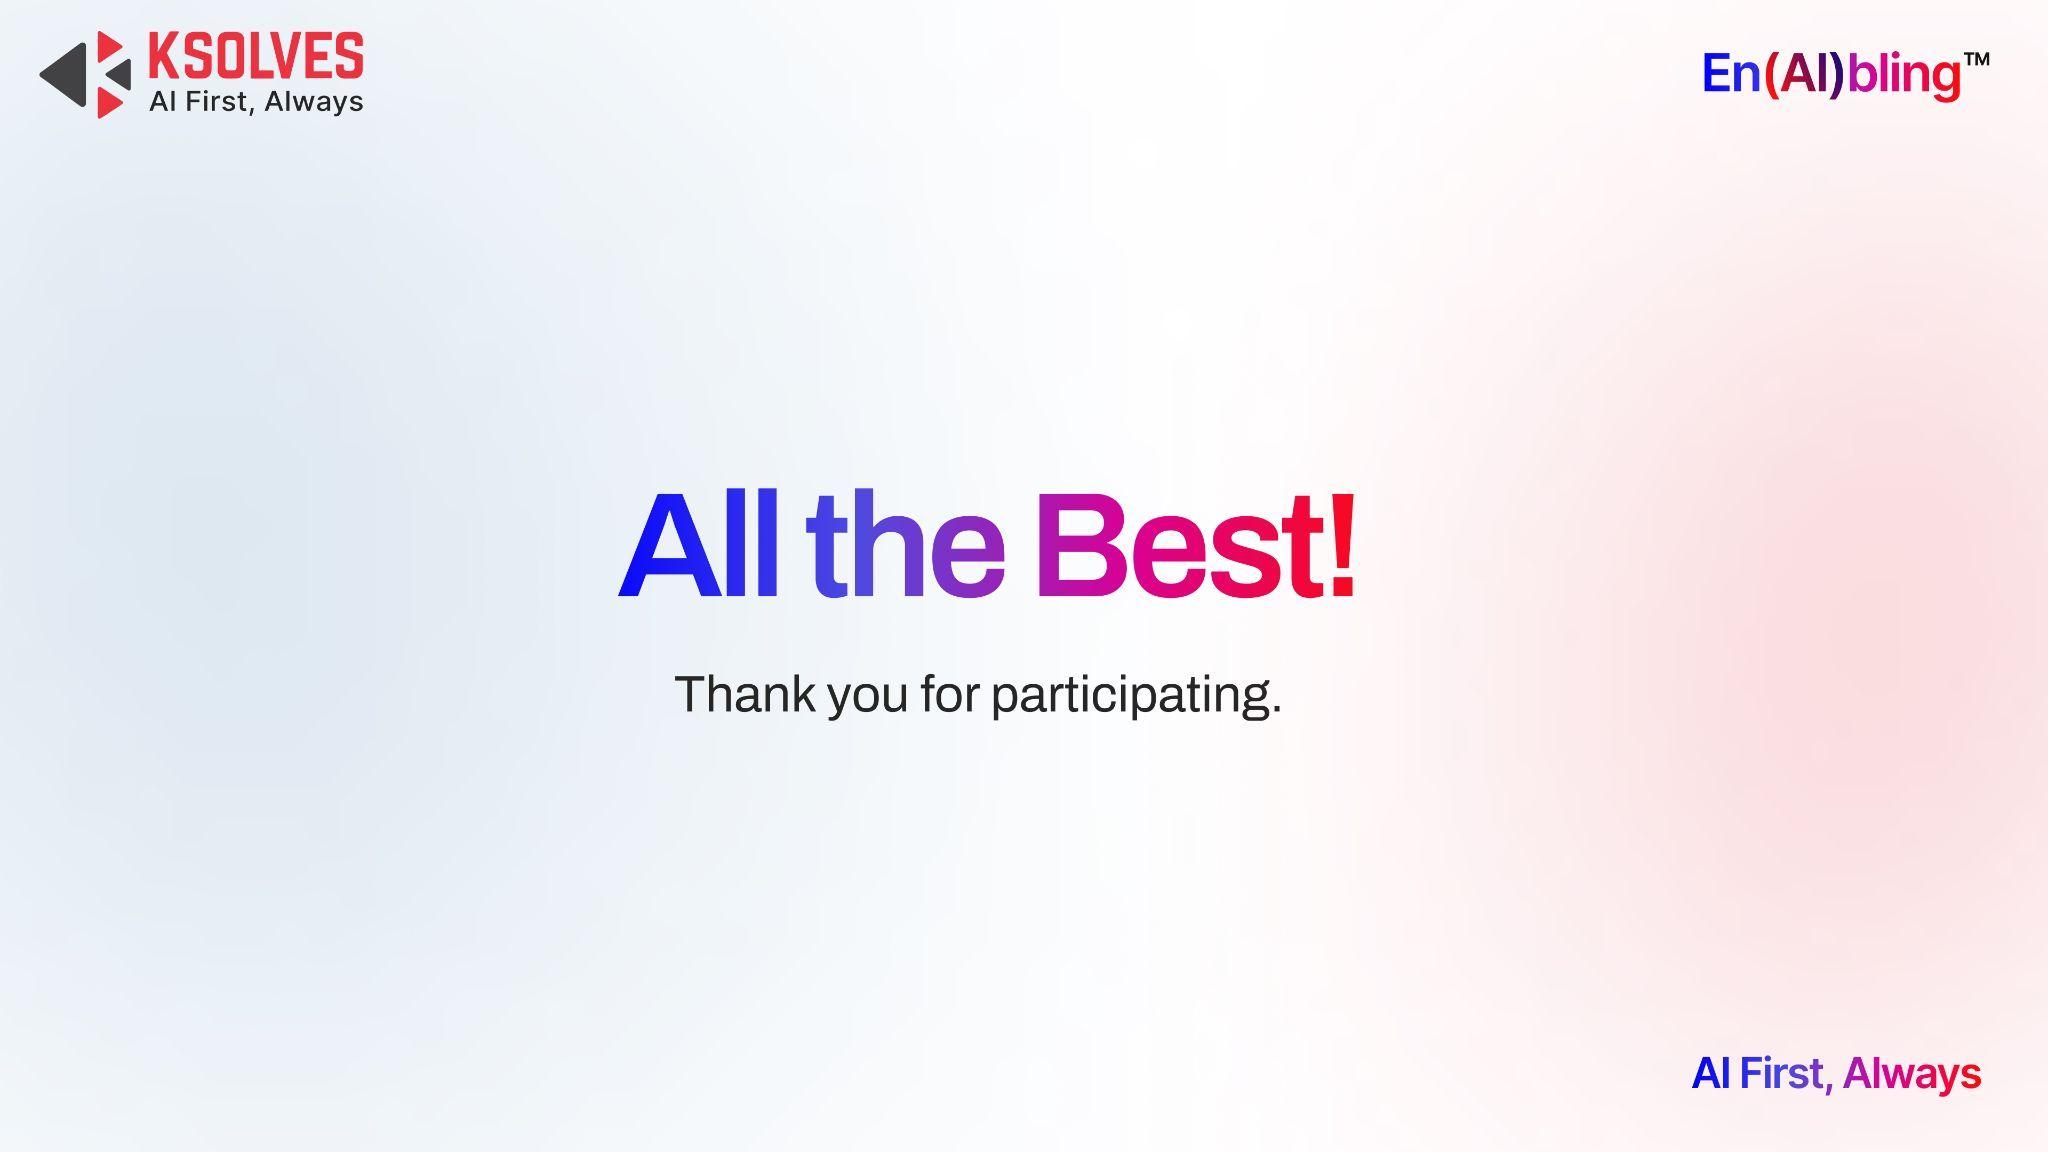 KSOLVES
AI First, Always
En(AI)bling™
All the Best!
Thank you for participating.
AI First, Always